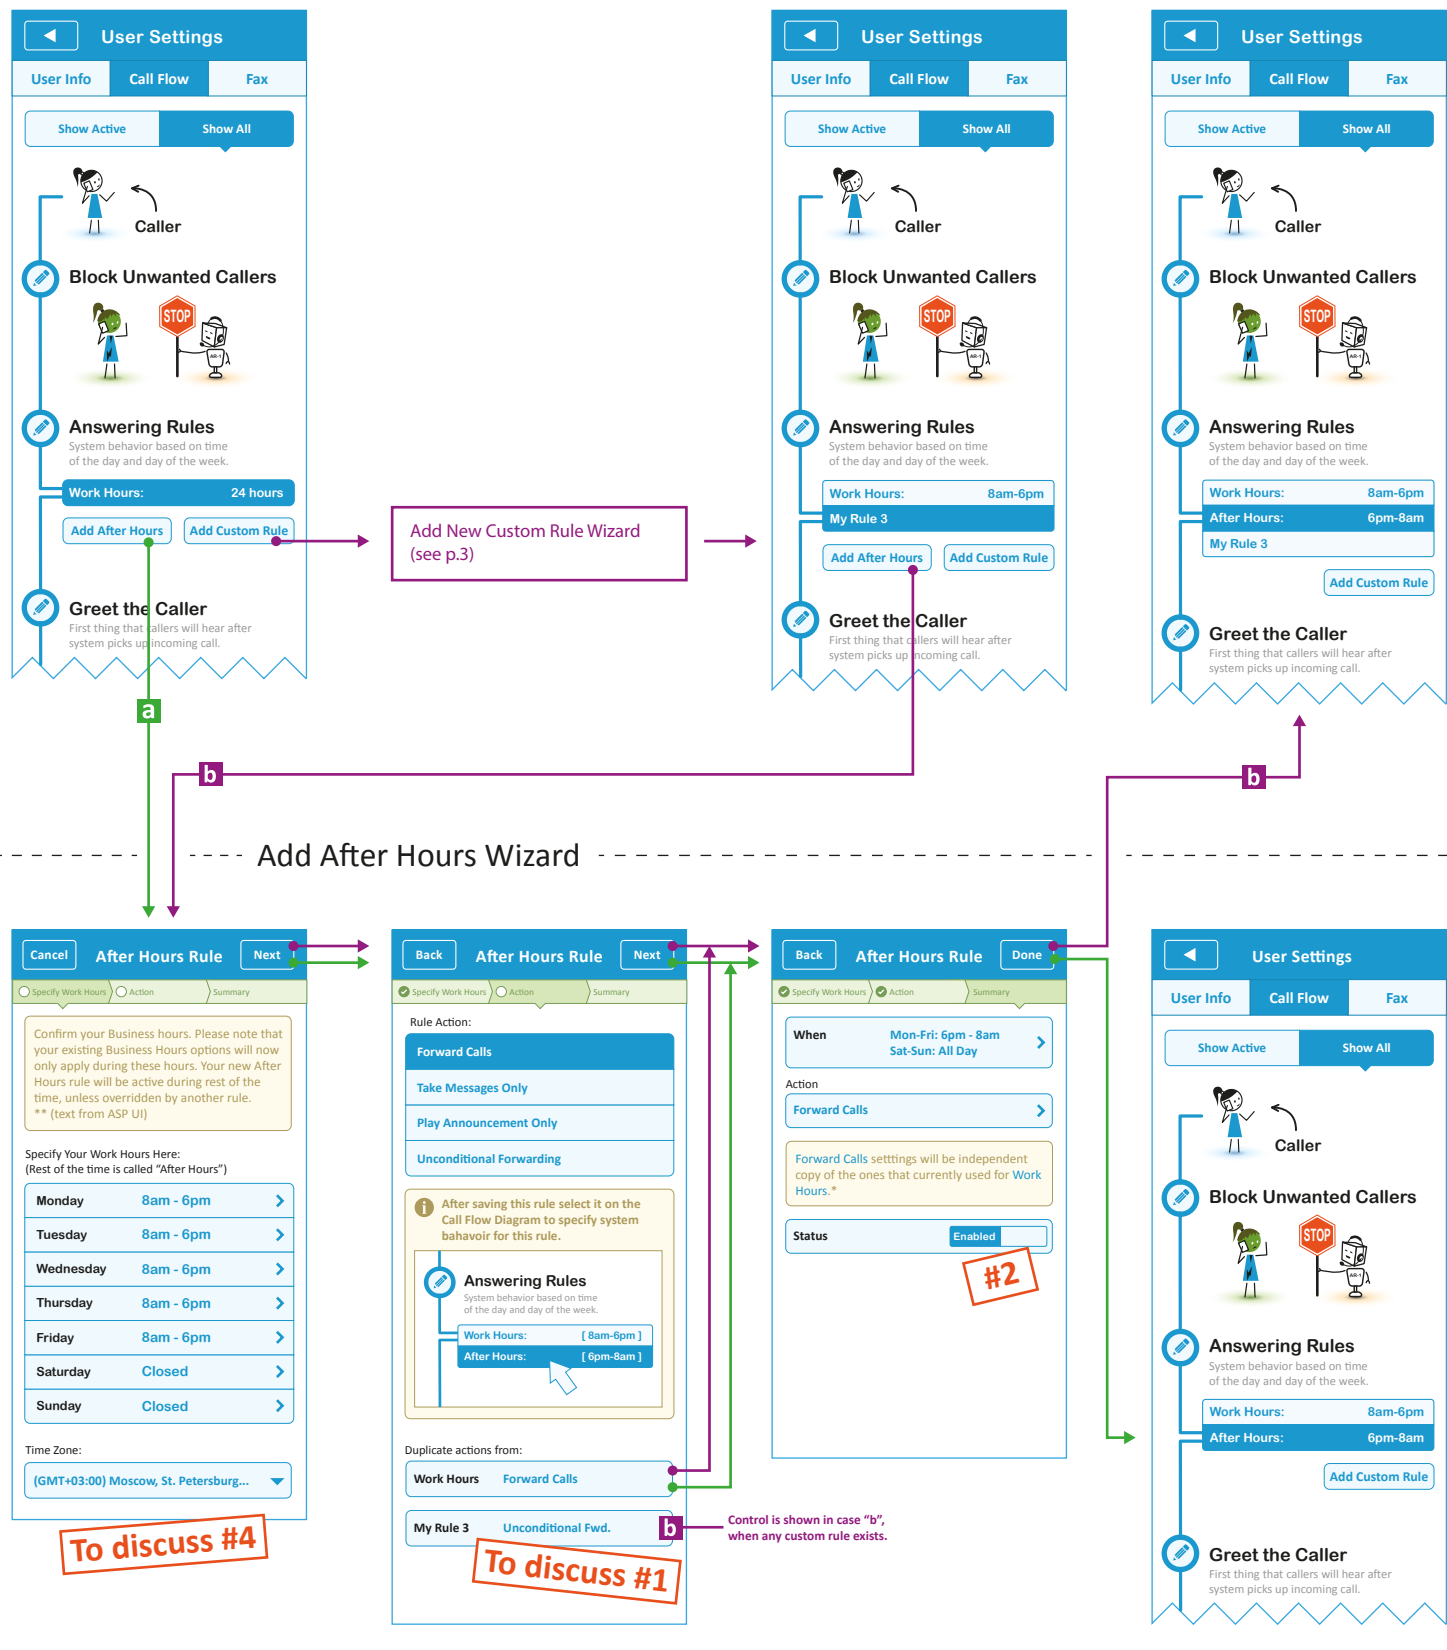 User Settings
User Info
Call Flow
Fax
Show Active
Show All
Caller
Block Unwanted Callers
STOP
AR-1
Answering Rules
System behavior based on time
of the day and day of the week.
Work Hours: 24 hours
Add After Hours
Add Custom Rule
Greet the Caller
First thing that callers will hear after
system picks up incoming call.
a
Add New Custom Rule Wizard
(see p.3)
User Settings
User Info
Call Flow
Fax
Show Active
Show All
Caller
Block Unwanted Callers
STOP
AR-1
Answering Rules
System behavior based on time
of the day and day of the week.
Work Hours: 8am-6pm
My Rule 3
Add After Hours
Add Custom Rule
Greet the Caller
First thing that callers will hear after
system picks up incoming call.
b
User Settings
User Info
Call Flow
Fax
Show Active
Show All
Caller
Block Unwanted Callers
STOP
AR-1
Answering Rules
System behavior based on time
of the day and day of the week.
Work Hours: 8am-6pm
After Hours: 6pm-8am
My Rule 3
Add Custom Rule
Greet the Caller
First thing that callers will hear after
system picks up incoming call.
b
Add After Hours Wizard
Cancel
After Hours Rule
Next
Specify Work Hours
Action
Summary
Confirm your Business hours. Please note that
your existing Business Hours options will now
only apply during these hours. Your new After
Hours rule will be active during rest of the
time, unless overridden by another rule.
** (text from ASP UI)
Specify Your Work Hours Here:
(Rest of the time is called "After Hours")
Monday 8am - 6pm
Tuesday 8am - 6pm
Wednesday 8am - 6pm
Thursday 8am - 6pm
Friday 8am - 6pm
Saturday Closed
Sunday Closed
Time Zone:
(GMT+03:00) Moscow, St. Petersburg...
To discuss #4
Back
After Hours Rule
Next
Specify Work Hours
Action
Summary
Rule Action:
Forward Calls
Take Messages Only
Play Announcement Only
Unconditional Forwarding
i
After saving this rule select it on the
Call Flow Diagram to specify system
bahavoir for this rule.
Answering Rules
System behavior based on time
of the day and day of the week.
Work Hours: [ 8am-6pm ]
After Hours: [ 6pm-8am ]
Duplicate actions from:
Work Hours Forward Calls
My Rule 3 Unconditional Fwd.
b
Control is shown in case "b",
when any custom rule exists.
To discuss #1
Back
After Hours Rule
Done
Specify Work Hours
Action
Summary
When Mon-Fri: 6pm - 8am
Sat-Sun: All Day
Action
Forward Calls
Forward Calls setttings will be independent
copy of the ones that currently used for Work
Hours.*
Status Enabled
#2
User Settings
User Info
Call Flow
Fax
Show Active
Show All
Caller
Block Unwanted Callers
STOP
AR-1
Answering Rules
System behavior based on time
of the day and day of the week.
Work Hours: 8am-6pm
After Hours: 6pm-8am
Add Custom Rule
Greet the Caller
First thing that callers will hear after
system picks up incoming call.